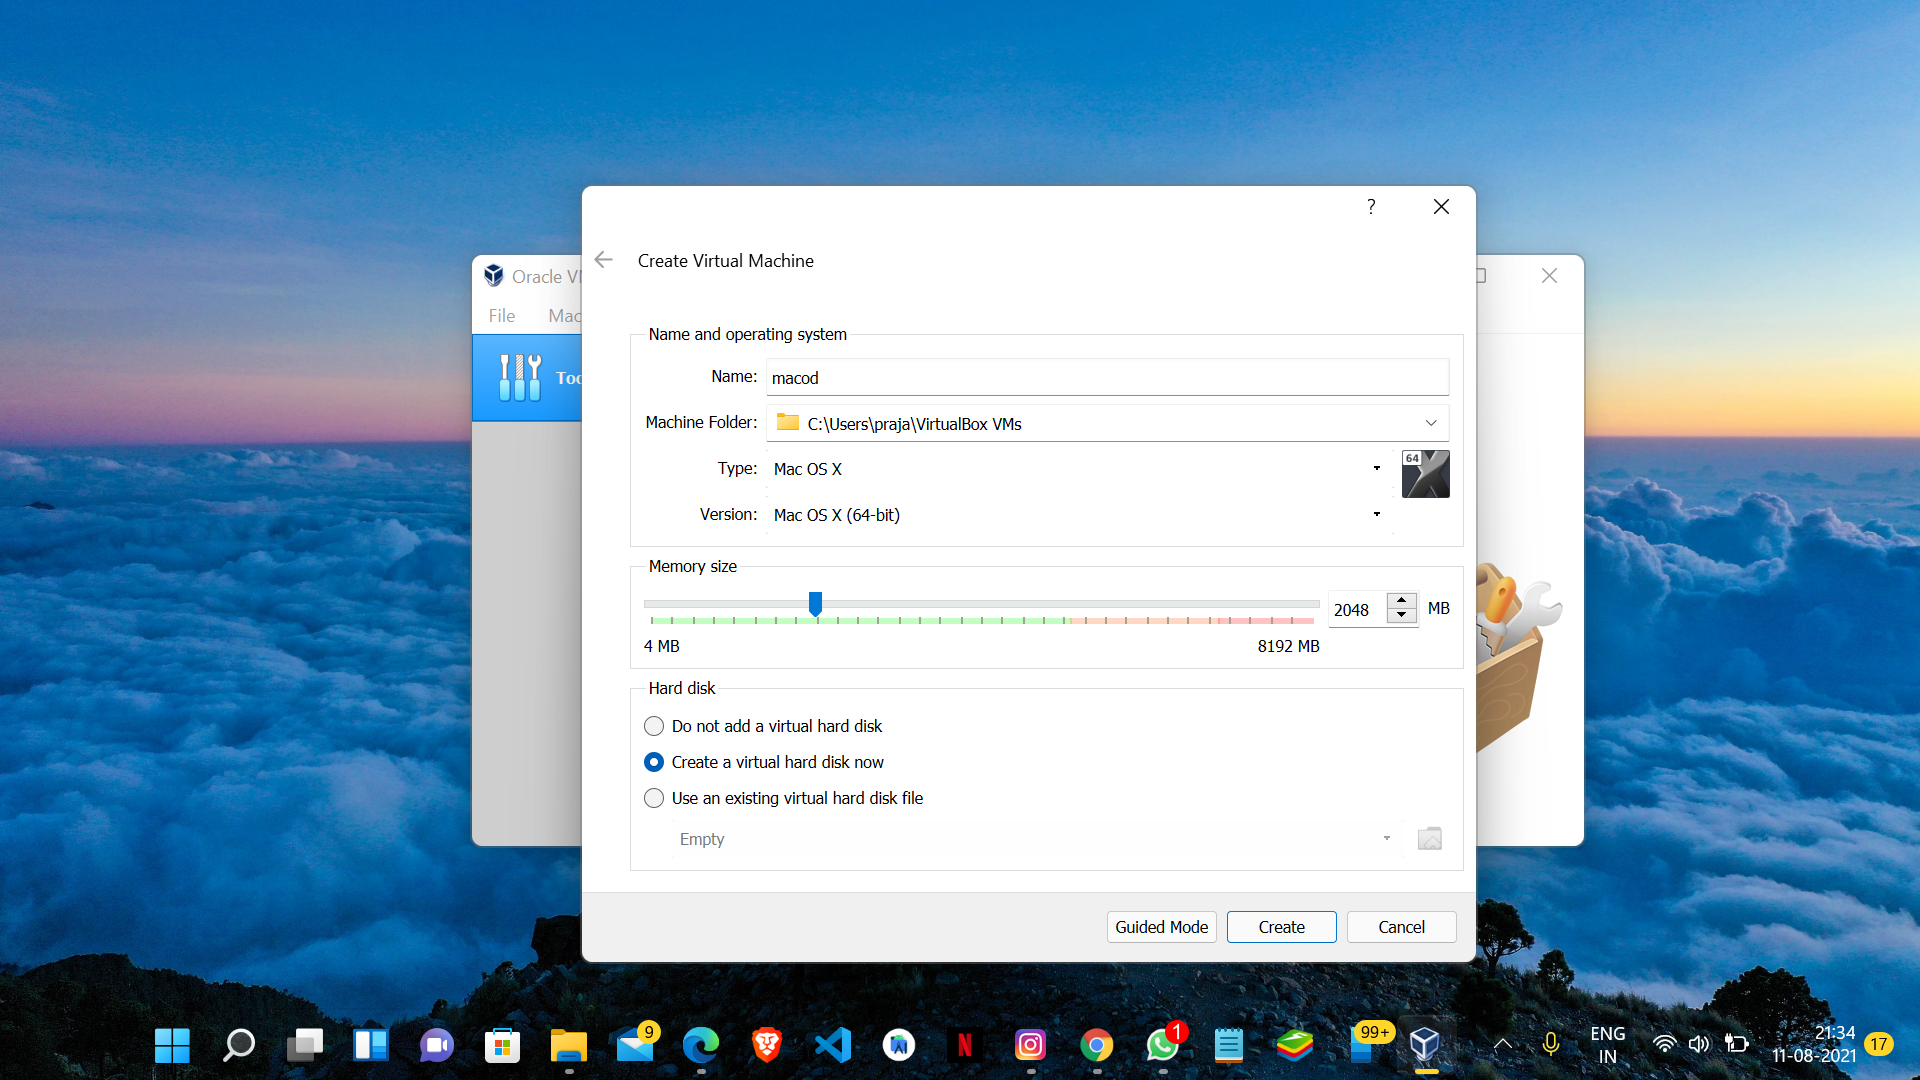 ?
Create Virtual Machine
Oracle VM
File Mac
Too
Name and operating system
Name: macod
Machine Folder: C:\Users\praja\VirtualBox VMs
Type: Mac OS X
64
Version: Mac OS X (64-bit)
Memory size
2048 MB
4 MB 8192 MB
Hard disk
Do not add a virtual hard disk
Create a virtual hard disk now
Use an existing virtual hard disk file
Empty
Guided Mode Create Cancel
9
N
1
99+
ENG
IN
21:34
11-08-2021
17